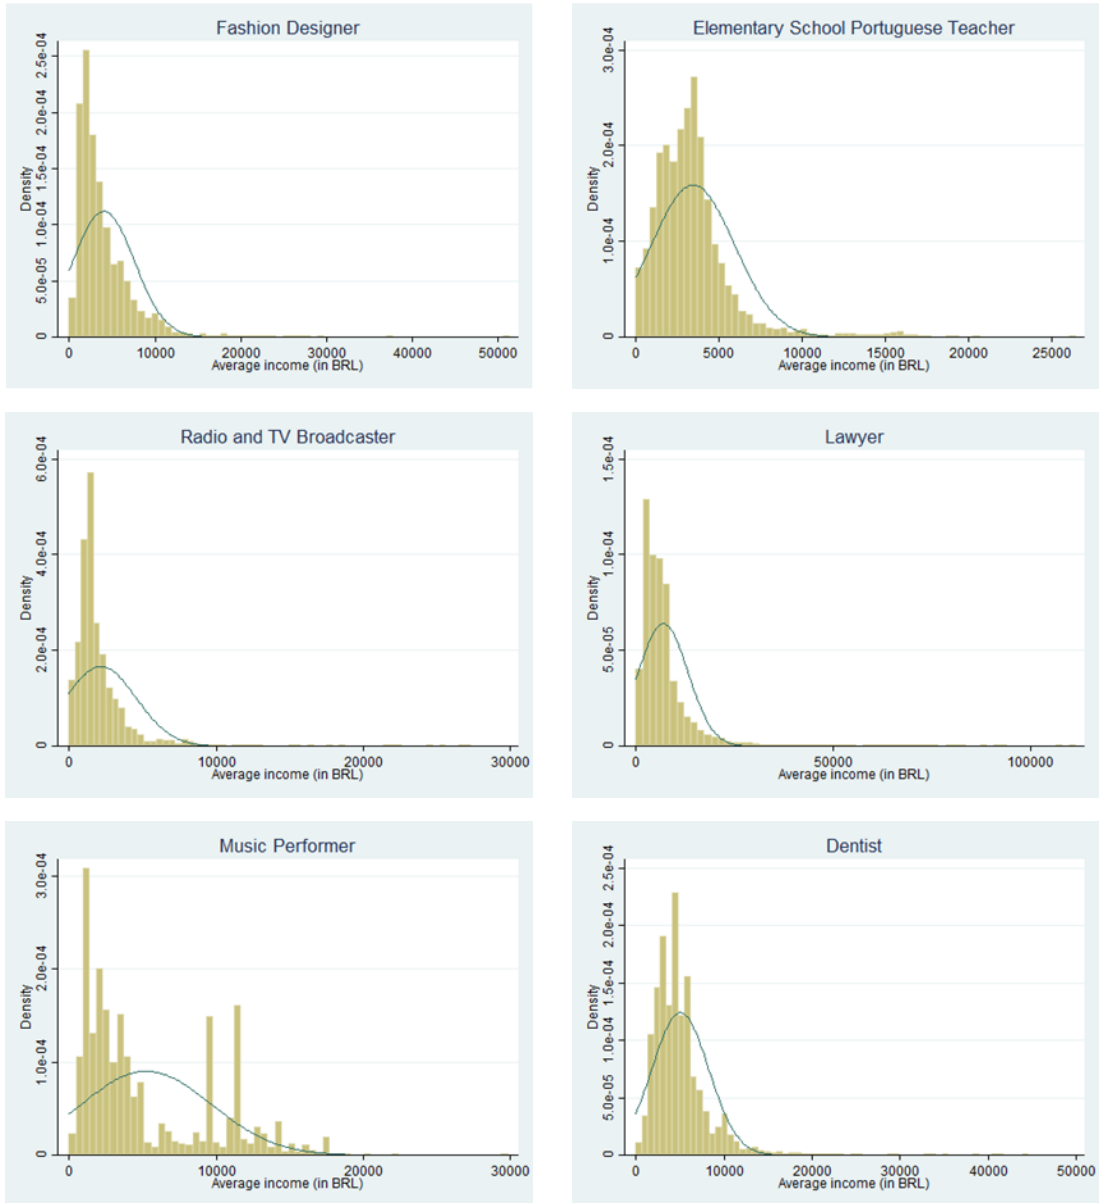 Fashion Designer
Density
2.5e-04
2.0e-04
1.5e-04
1.0e-04
5.0e-05
0
0 10000 20000 30000 40000 50000
Average income (in BRL)
Elementary School Portuguese Teacher
Density
3.0e-04
2.0e-04
1.0e-04
0
0 5000 10000 15000 20000 25000
Average income (in BRL)
Radio and TV Broadcaster
Density
6.0e-04
4.0e-04
2.0e-04
0
0 10000 20000 30000
Average income (in BRL)
Lawyer
Density
1.5e-04
1.0e-04
5.0e-05
0
0 50000 100000
Average income (in BRL)
Music Performer
Density
3.0e-04
2.0e-04
1.0e-04
0
0 10000 20000 30000
Average income (in BRL)
Dentist
Density
2.5e-04
2.0e-04
1.5e-04
1.0e-04
5.0e-05
0
0 10000 20000 30000 40000 50000
Average income (in BRL)